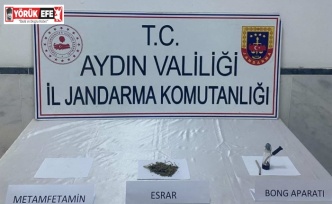 YÖRÜK EFE
T.C.
AYDIN VALİLİĞİ
İL JANDARMA KOMUTANLIĞI
METAMFETAMİN
ESRAR
BONG APARATI